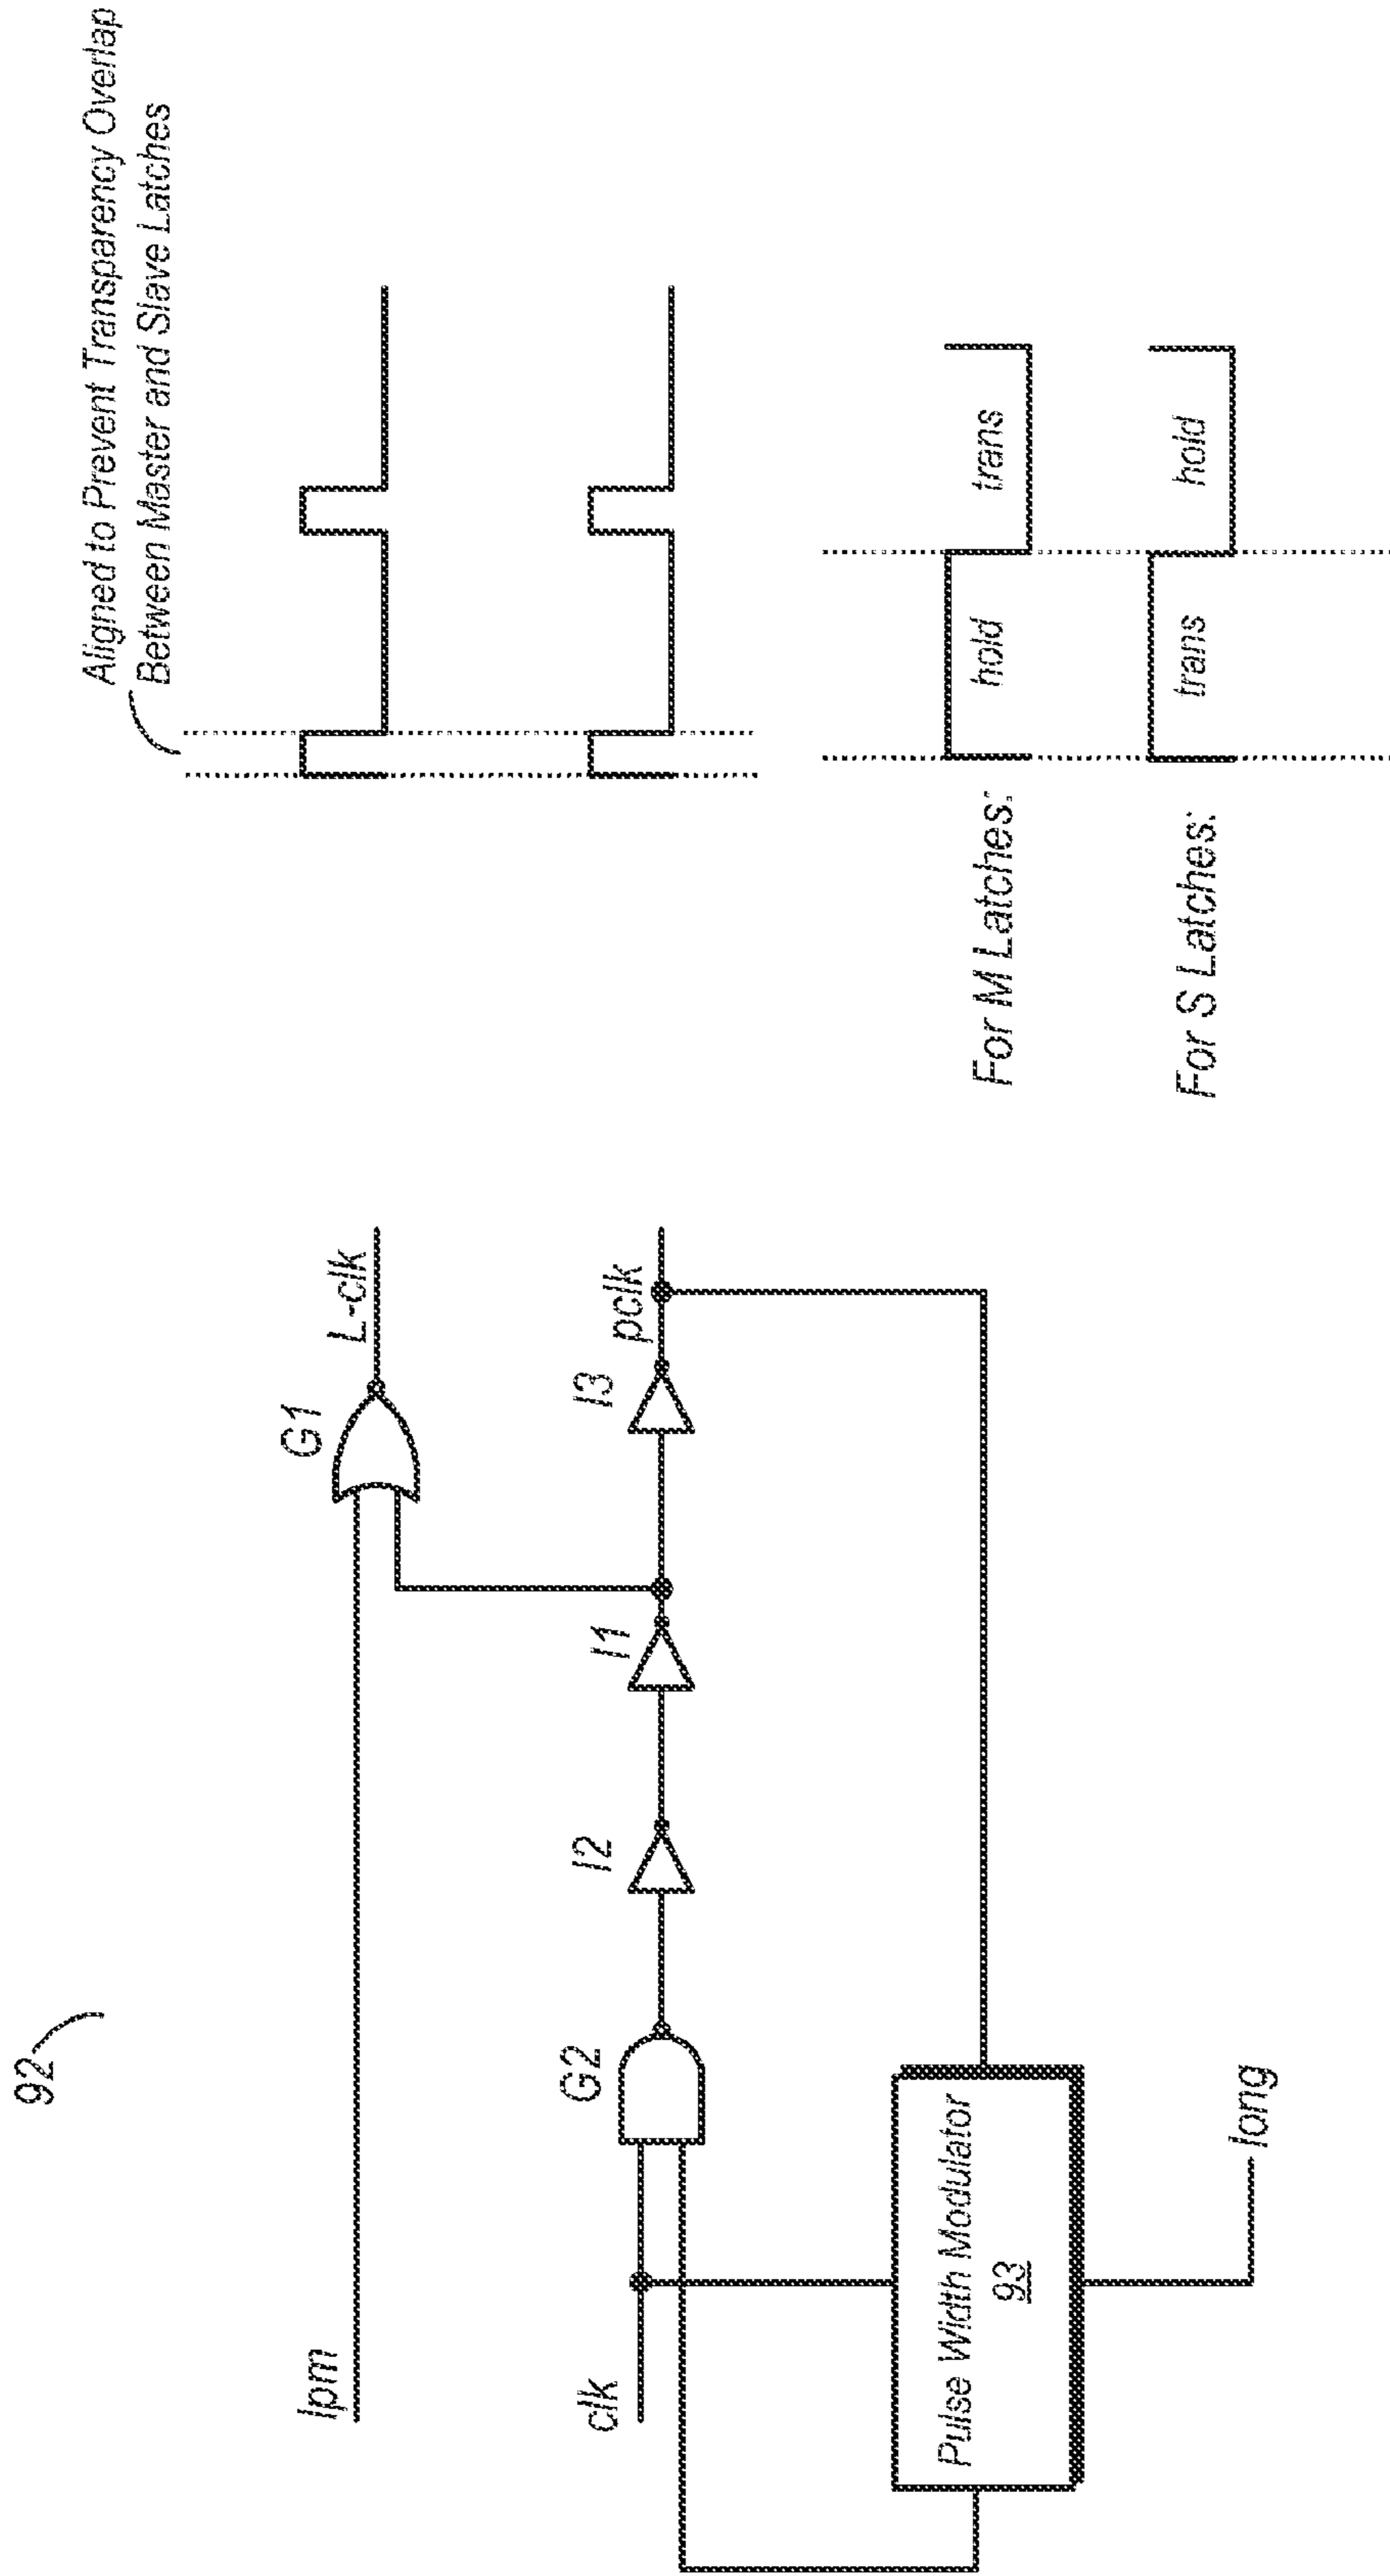 92
Aligned to Prevent Transparency Overlap
Between Master and Slave Latches
lpm
G1
L-clk
clk
G2
I2
I1
I3
pclk
Pulse Width Modulator
93
long
For M Latches:
hold
trans
For S Latches:
trans
hold